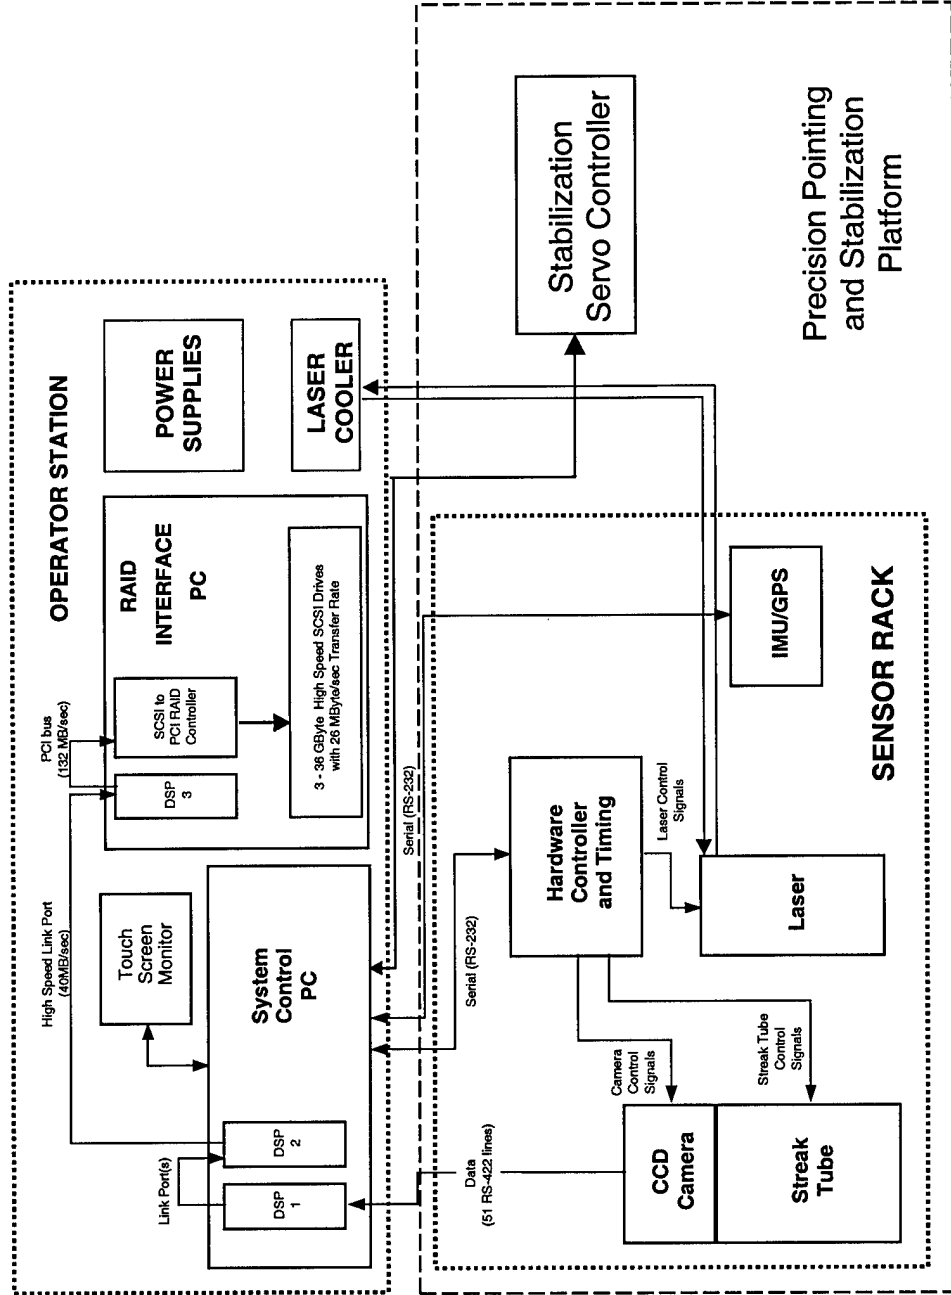 OPERATOR STATION
High Speed Link Port
(40MB/sec)
PCI bus
(132 MB/sec)
Link Port(s)
DSP
1
DSP
2
System
Control
PC
Touch
Screen
Monitor
DSP
3
SCSI to
PCI RAID
Controller
RAID
INTERFACE
PC
3 - 36 GByte High Speed SCSI Drives
with 26 MByte/sec Transfer Rate
POWER
SUPPLIES
LASER
COOLER
Data
(51 RS-422 lines)
Serial (RS-232)
Serial (RS-232)
CCD
Camera
Streak
Tube
Camera
Control
Signals
Streak Tube
Control
Signals
Hardware
Controller
and Timing
Laser Control
Signals
Laser
IMU/GPS
SENSOR RACK
Stabilization
Servo Controller
Precision Pointing
and Stabilization
Platform